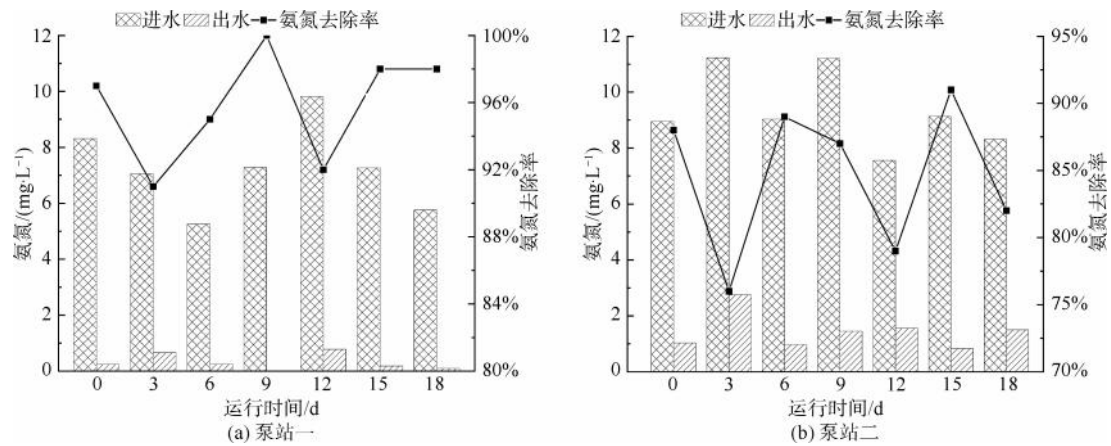 进水 出水 氨氮去除率
12
10
8
6
4
2
0
氨氮/(mg·L⁻¹)
100%
96%
92%
88%
84%
80%
氨氮去除率
0 3 6 9 12 15 18
运行时间/d
(a) 泵站一
进水 出水 氨氮去除率
12
10
8
6
4
2
0
氨氮/(mg·L⁻¹)
95%
90%
85%
80%
75%
70%
氨氮去除率
0 3 6 9 12 15 18
运行时间/d
(b) 泵站二